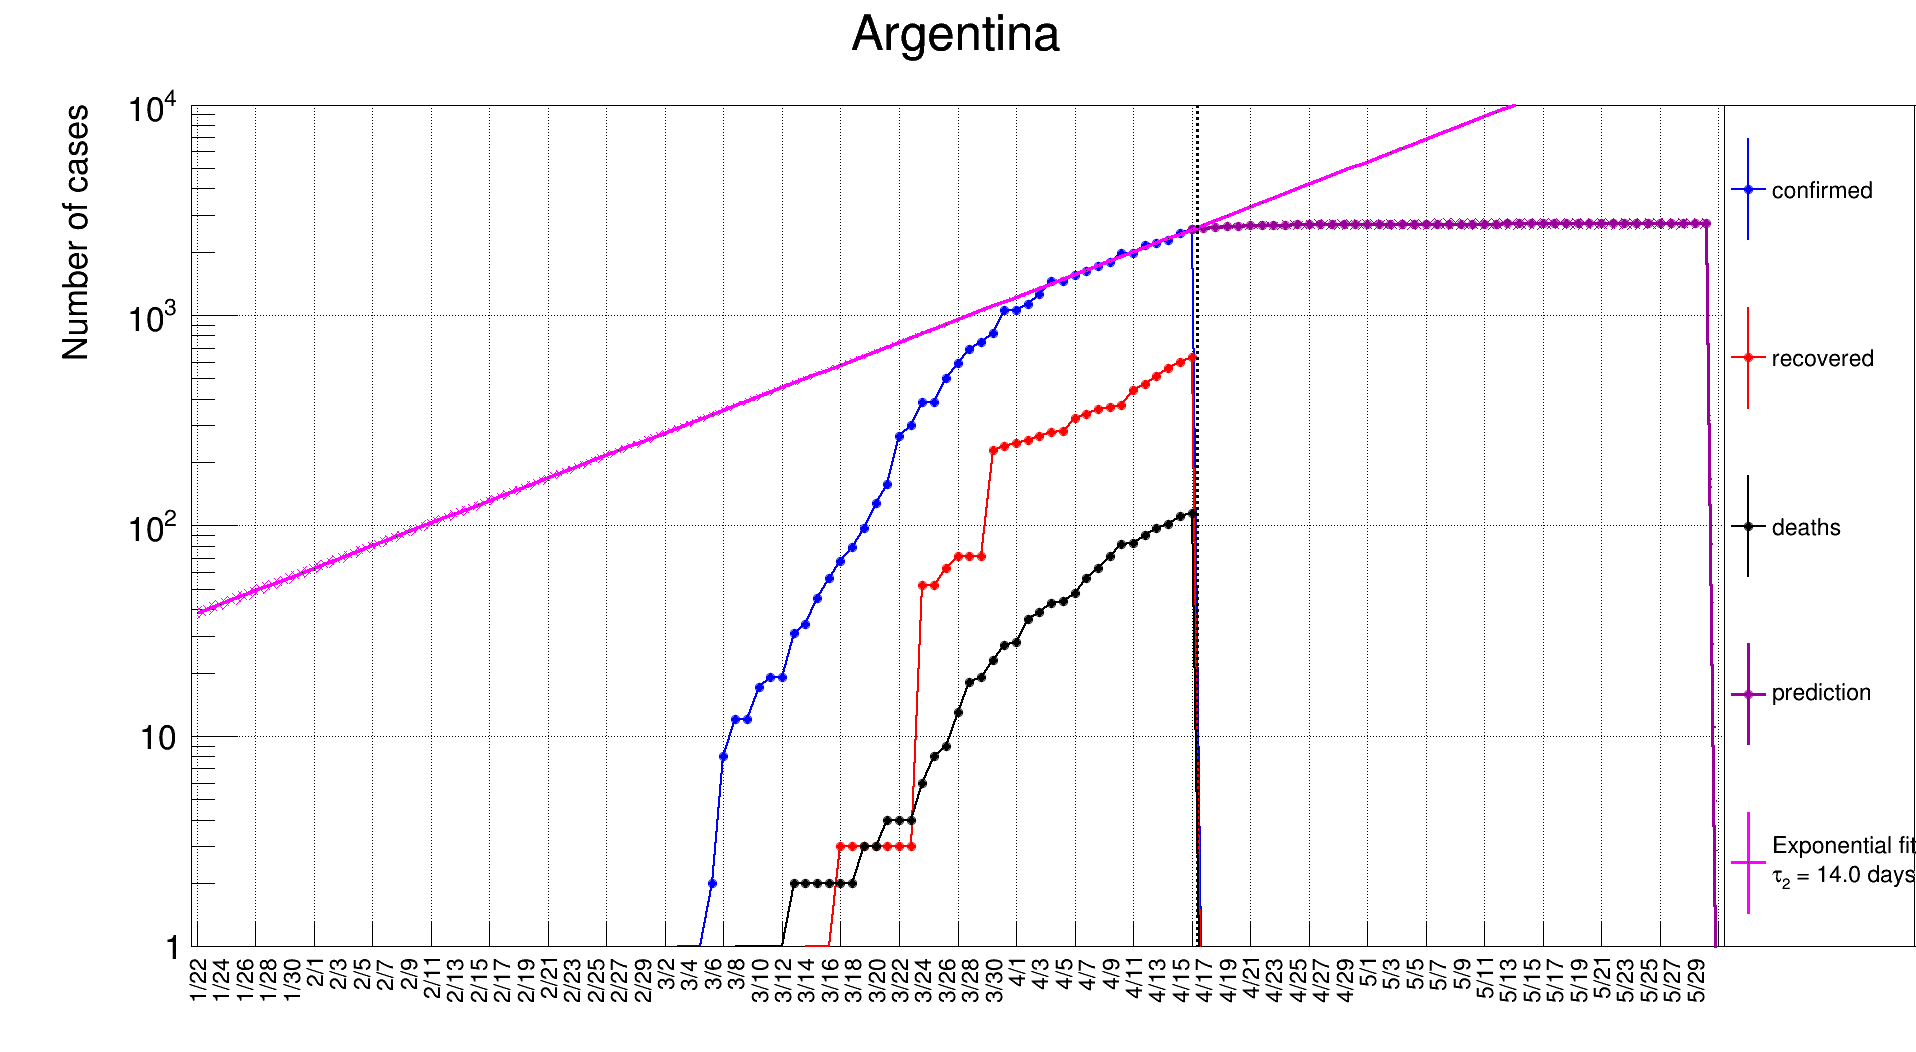 Argentina
Number of cases
10⁴
10³
10²
10
1
1/22 1/24 1/26 1/28 1/30 2/1 2/3 2/5 2/7 2/9 2/11 2/13 2/15 2/17 2/19 2/21 2/23 2/25 2/27 2/29 3/2 3/4 3/6 3/8 3/10 3/12 3/14 3/16 3/18 3/20 3/22 3/24 3/26 3/28 3/30 4/1 4/3 4/5 4/7 4/9 4/11 4/13 4/15 4/17 4/19 4/21 4/23 4/25 4/27 4/29 5/1 5/3 5/5 5/7 5/9 5/11 5/13 5/15 5/17 5/19 5/21 5/23 5/25 5/27 5/29
confirmed
recovered
deaths
prediction
Exponential fit
τ₂ = 14.0 days